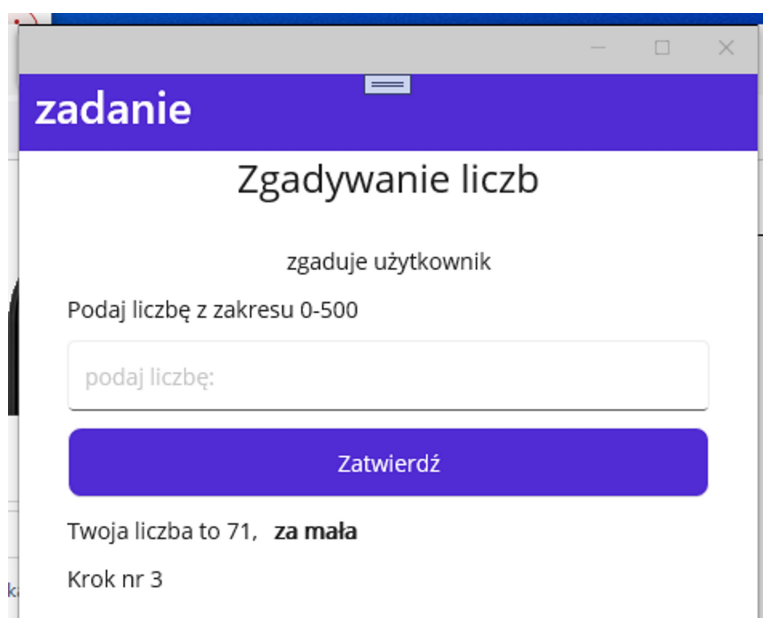 zadanie
Zgadywanie liczb
zgaduje użytkownik
Podaj liczbę z zakresu 0-500
podaj liczbę:
Zatwierdź
Twoja liczba to 71, za mała
Krok nr 3